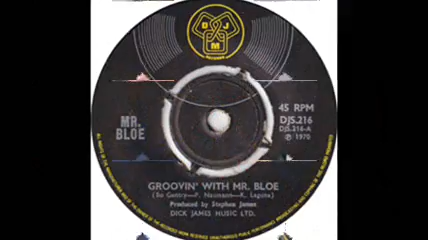 DJM
RECORDS
MR.
BLOE
45 RPM
DJS.216
DJS.216-A
℗ 1970
GROOVIN' WITH MR. BLOE
(Bo Gentry—P. Naumann—K. Laguna)
Produced by Stephen James
DICK JAMES MUSIC LTD.